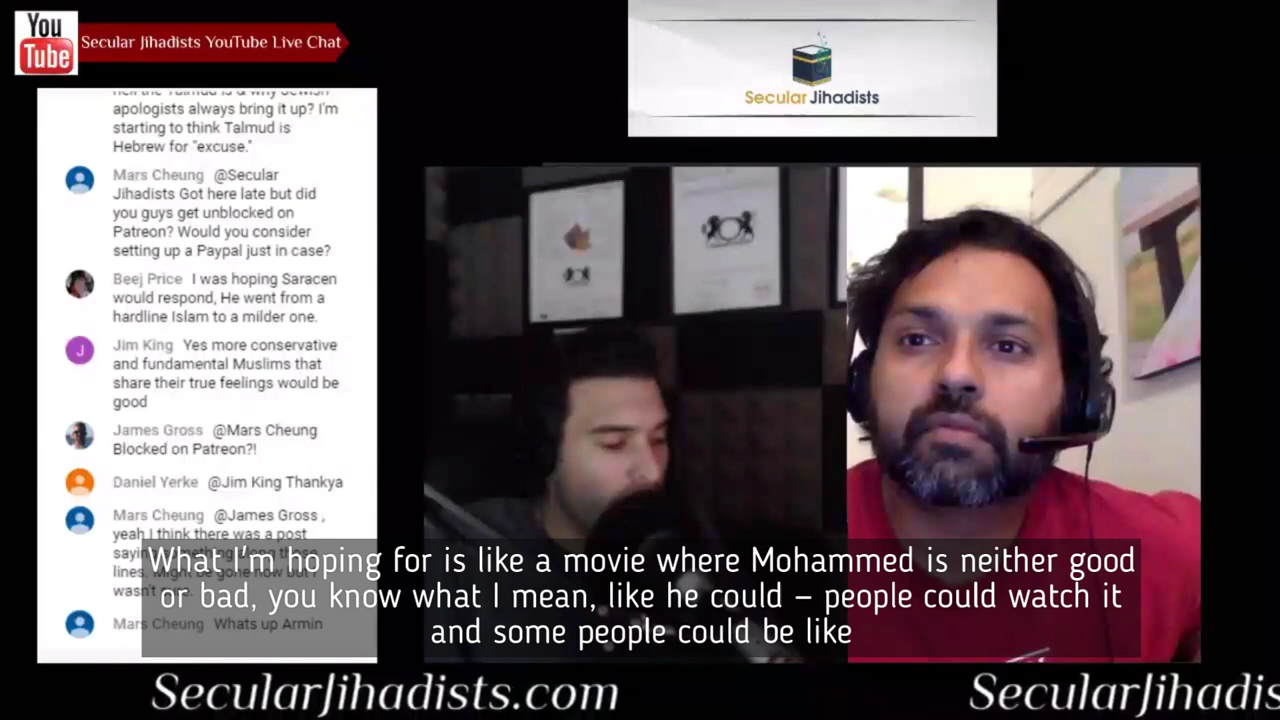 You
Tube
Secular Jihadists YouTube Live Chat
Secular Jihadists
apologists always bring it up? I'm
starting to think Talmud is
Hebrew for "excuse."
Mars Cheung @Secular
Jihadists Got here late but did
you guys get unblocked on
Patreon? Would you consider
setting up a Paypal just in case?
Beej Price I was hoping Saracen
would respond, He went from a
hardline Islam to a milder one.
J
Jim King Yes more conservative
and fundamental Muslims that
share their true feelings would be
good
James Gross @Mars Cheung
Blocked on Patreon?!
Daniel Yerke @Jim King Thankya
Mars Cheung @James Gross ,
yeah I think there was a post
lines. Might be gone now but I
wasn't
Mars Cheung Whats up Armin
What I'm hoping for is like a movie where Mohammed is neither good
or bad, you know what I mean, like he could – people could watch it
and some people could be like
SecularJihadists.com
SecularJihadis